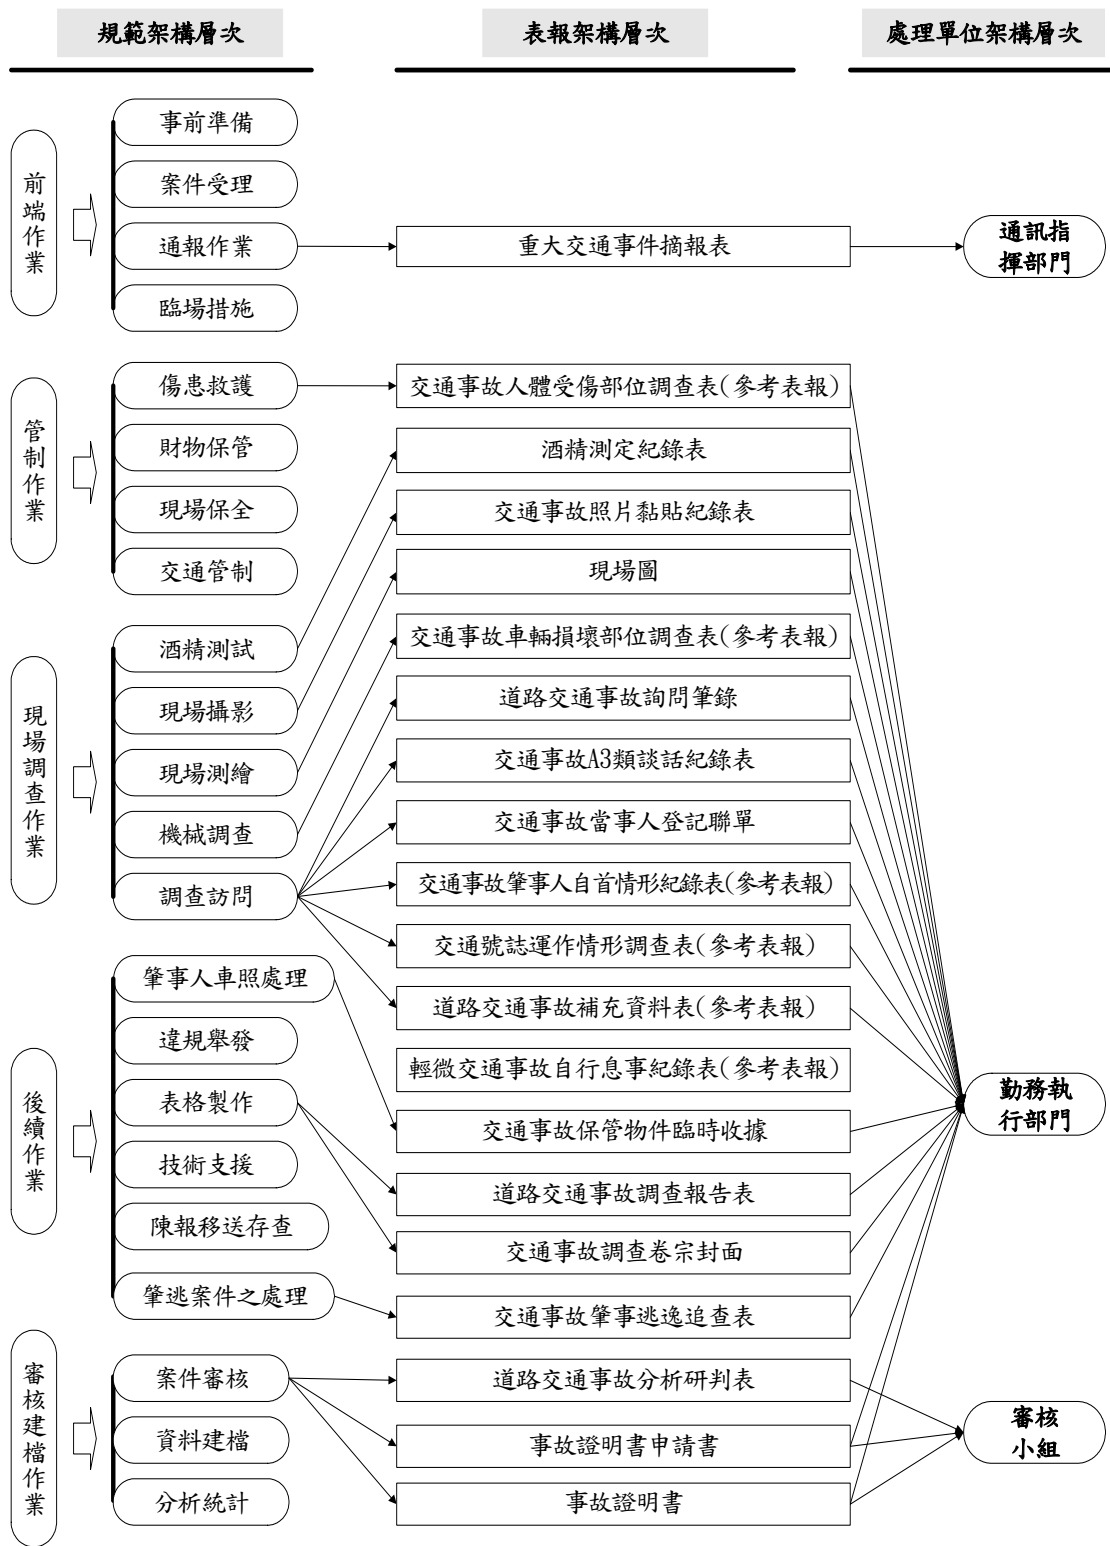 規範架構層次
表報架構層次
處理單位架構層次
前端作業
事前準備
案件受理
通報作業
臨場措施
重大交通事件摘報表
通訊指
揮部門
管制作業
傷患救護
財物保管
現場保全
交通管制
交通事故人體受傷部位調查表(參考表報)
酒精測定紀錄表
交通事故照片黏貼紀錄表
現場圖
現場調查作業
酒精測試
現場攝影
現場測繪
機械調查
調查訪問
交通事故車輛損壞部位調查表(參考表報)
道路交通事故詢問筆錄
交通事故A3類談話紀錄表
交通事故當事人登記聯單
交通事故肇事人自首情形紀錄表(參考表報)
交通號誌運作情形調查表(參考表報)
道路交通事故補充資料表(參考表報)
輕微交通事故自行息事紀錄表(參考表報)
後續作業
肇事人車照處理
違規舉發
表格製作
技術支援
陳報移送存查
肇逃案件之處理
交通事故保管物件臨時收據
道路交通事故調查報告表
交通事故調查卷宗封面
交通事故肇事逃逸追查表
勤務執
行部門
審核建檔作業
案件審核
資料建檔
分析統計
道路交通事故分析研判表
事故證明書申請書
事故證明書
審核
小組